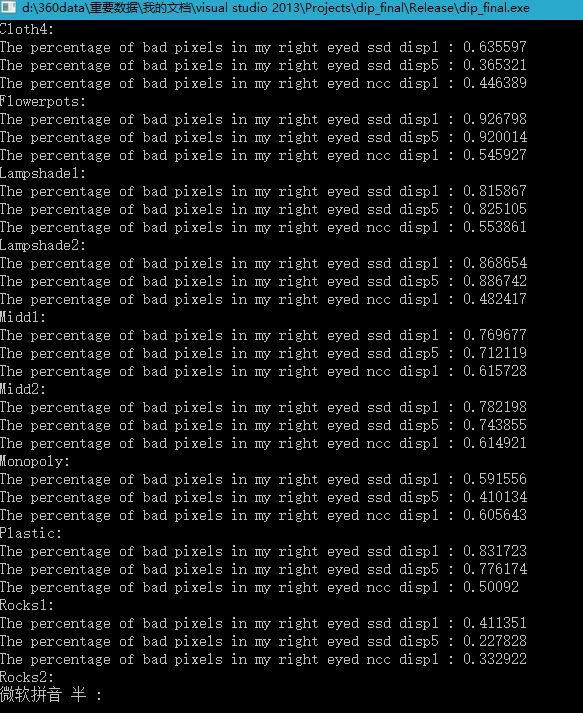 d:\360data\重要数据\我的文档\visual studio 2013\Projects\dip_final\Release\dip_final.exe
Cloth4:
The percentage of bad pixels in my right eyed ssd disp1 : 0.635597
The percentage of bad pixels in my right eyed ssd disp5 : 0.365321
The percentage of bad pixels in my right eyed ncc disp1 : 0.446389
Flowerpots:
The percentage of bad pixels in my right eyed ssd disp1 : 0.926798
The percentage of bad pixels in my right eyed ssd disp5 : 0.920014
The percentage of bad pixels in my right eyed ncc disp1 : 0.545927
Lampshade1:
The percentage of bad pixels in my right eyed ssd disp1 : 0.815867
The percentage of bad pixels in my right eyed ssd disp5 : 0.825105
The percentage of bad pixels in my right eyed ncc disp1 : 0.553861
Lampshade2:
The percentage of bad pixels in my right eyed ssd disp1 : 0.868654
The percentage of bad pixels in my right eyed ssd disp5 : 0.886742
The percentage of bad pixels in my right eyed ncc disp1 : 0.482417
Midd1:
The percentage of bad pixels in my right eyed ssd disp1 : 0.769677
The percentage of bad pixels in my right eyed ssd disp5 : 0.712119
The percentage of bad pixels in my right eyed ncc disp1 : 0.615728
Midd2:
The percentage of bad pixels in my right eyed ssd disp1 : 0.782198
The percentage of bad pixels in my right eyed ssd disp5 : 0.743855
The percentage of bad pixels in my right eyed ncc disp1 : 0.614921
Monopoly:
The percentage of bad pixels in my right eyed ssd disp1 : 0.591556
The percentage of bad pixels in my right eyed ssd disp5 : 0.410134
The percentage of bad pixels in my right eyed ncc disp1 : 0.605643
Plastic:
The percentage of bad pixels in my right eyed ssd disp1 : 0.831723
The percentage of bad pixels in my right eyed ssd disp5 : 0.776174
The percentage of bad pixels in my right eyed ncc disp1 : 0.50092
Rocks1:
The percentage of bad pixels in my right eyed ssd disp1 : 0.411351
The percentage of bad pixels in my right eyed ssd disp5 : 0.227828
The percentage of bad pixels in my right eyed ncc disp1 : 0.332922
Rocks2:
微软拼音 半 :